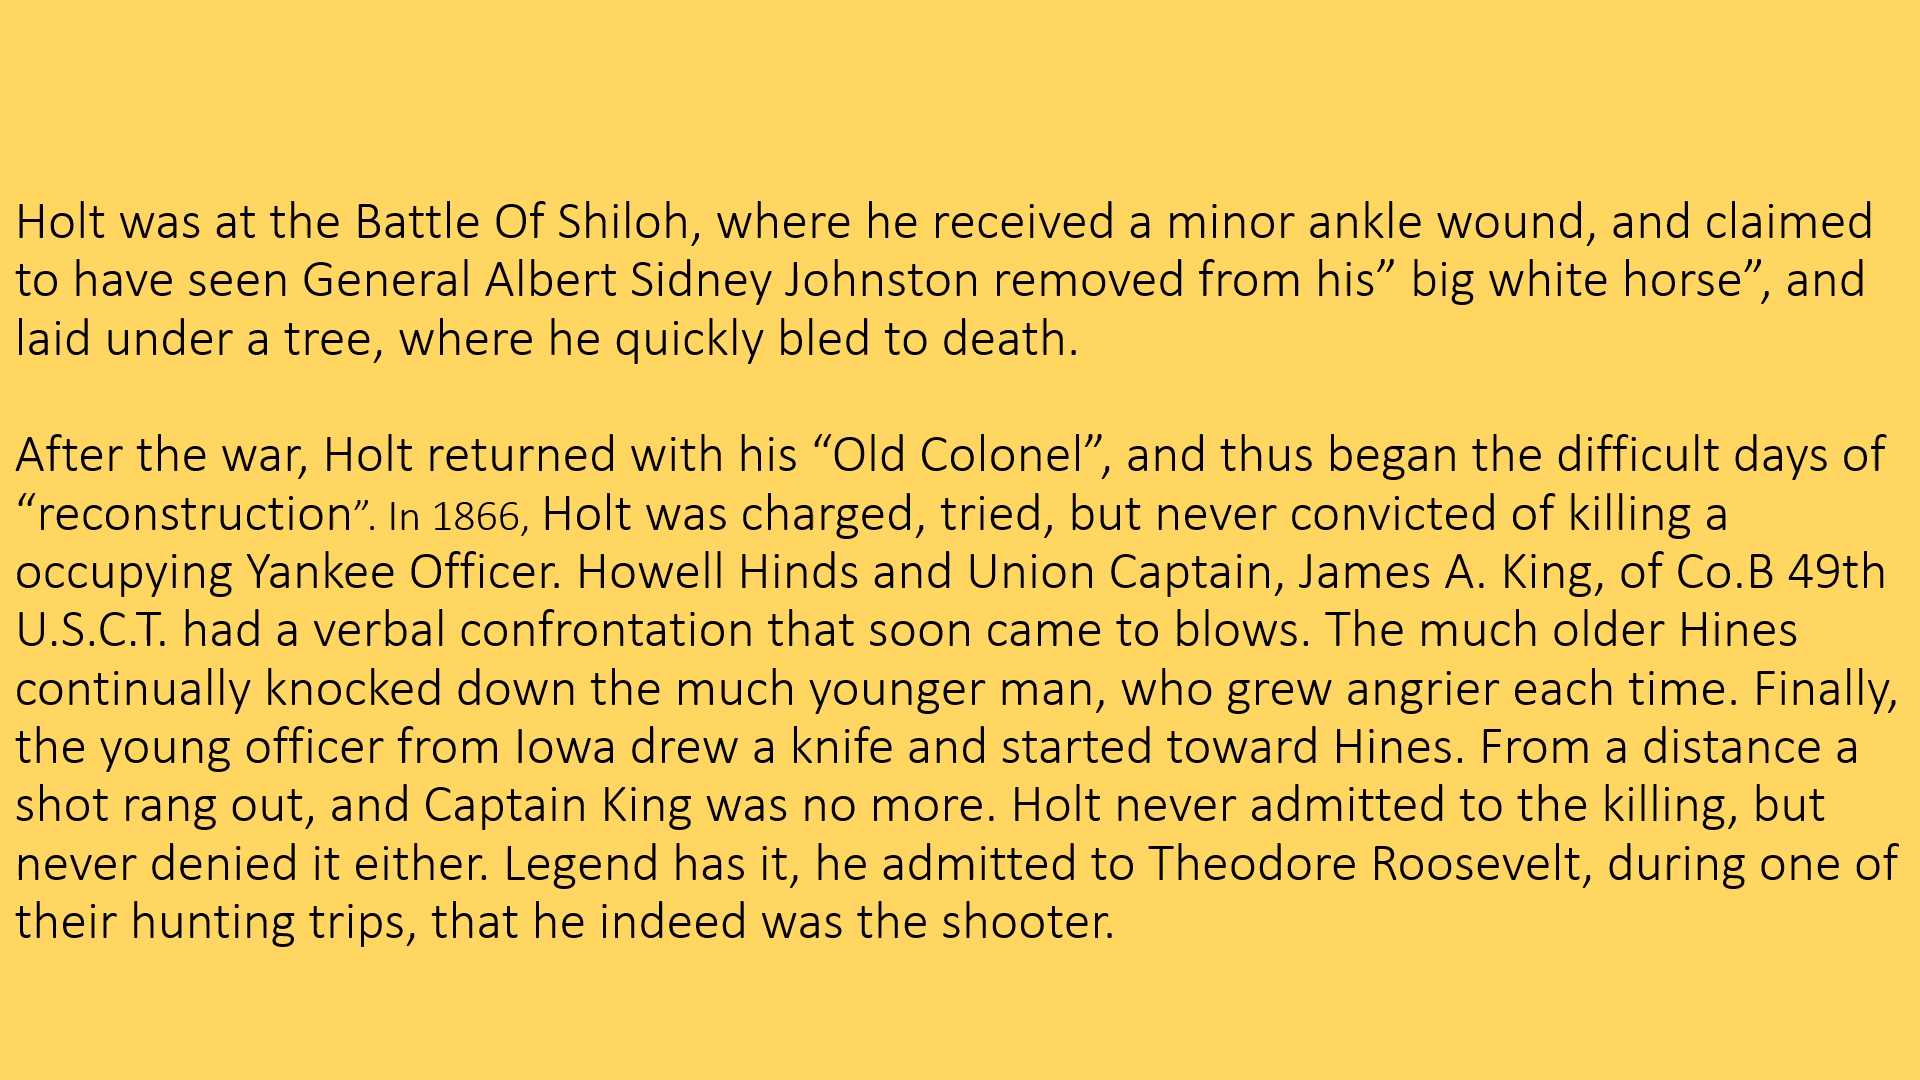 Holt was at the Battle Of Shiloh, where he received a minor ankle wound, and claimed
to have seen General Albert Sidney Johnston removed from his” big white horse”, and
laid under a tree, where he quickly bled to death.
After the war, Holt returned with his “Old Colonel”, and thus began the difficult days of
“reconstruction”. In 1866, Holt was charged, tried, but never convicted of killing a
occupying Yankee Officer. Howell Hinds and Union Captain, James A. King, of Co.B 49th
U.S.C.T. had a verbal confrontation that soon came to blows. The much older Hines
continually knocked down the much younger man, who grew angrier each time. Finally,
the young officer from Iowa drew a knife and started toward Hines. From a distance a
shot rang out, and Captain King was no more. Holt never admitted to the killing, but
never denied it either. Legend has it, he admitted to Theodore Roosevelt, during one of
their hunting trips, that he indeed was the shooter.